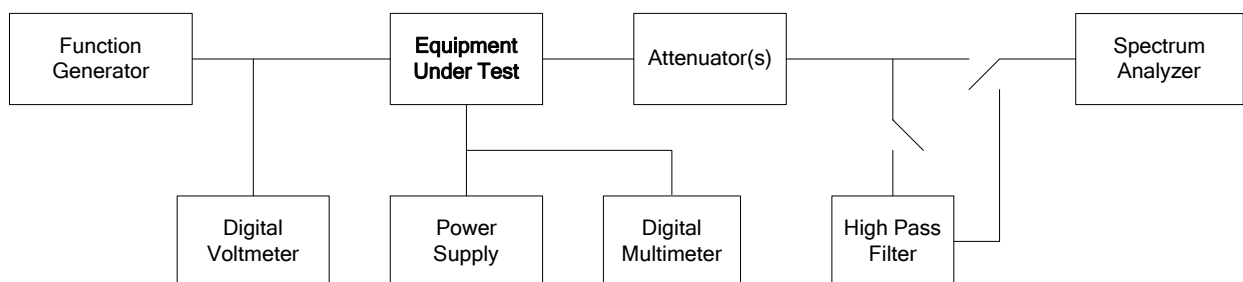 Function
Generator
Equipment
Under Test
Attenuator(s)
Spectrum
Analyzer
Digital
Voltmeter
Power
Supply
Digital
Multimeter
High Pass
Filter